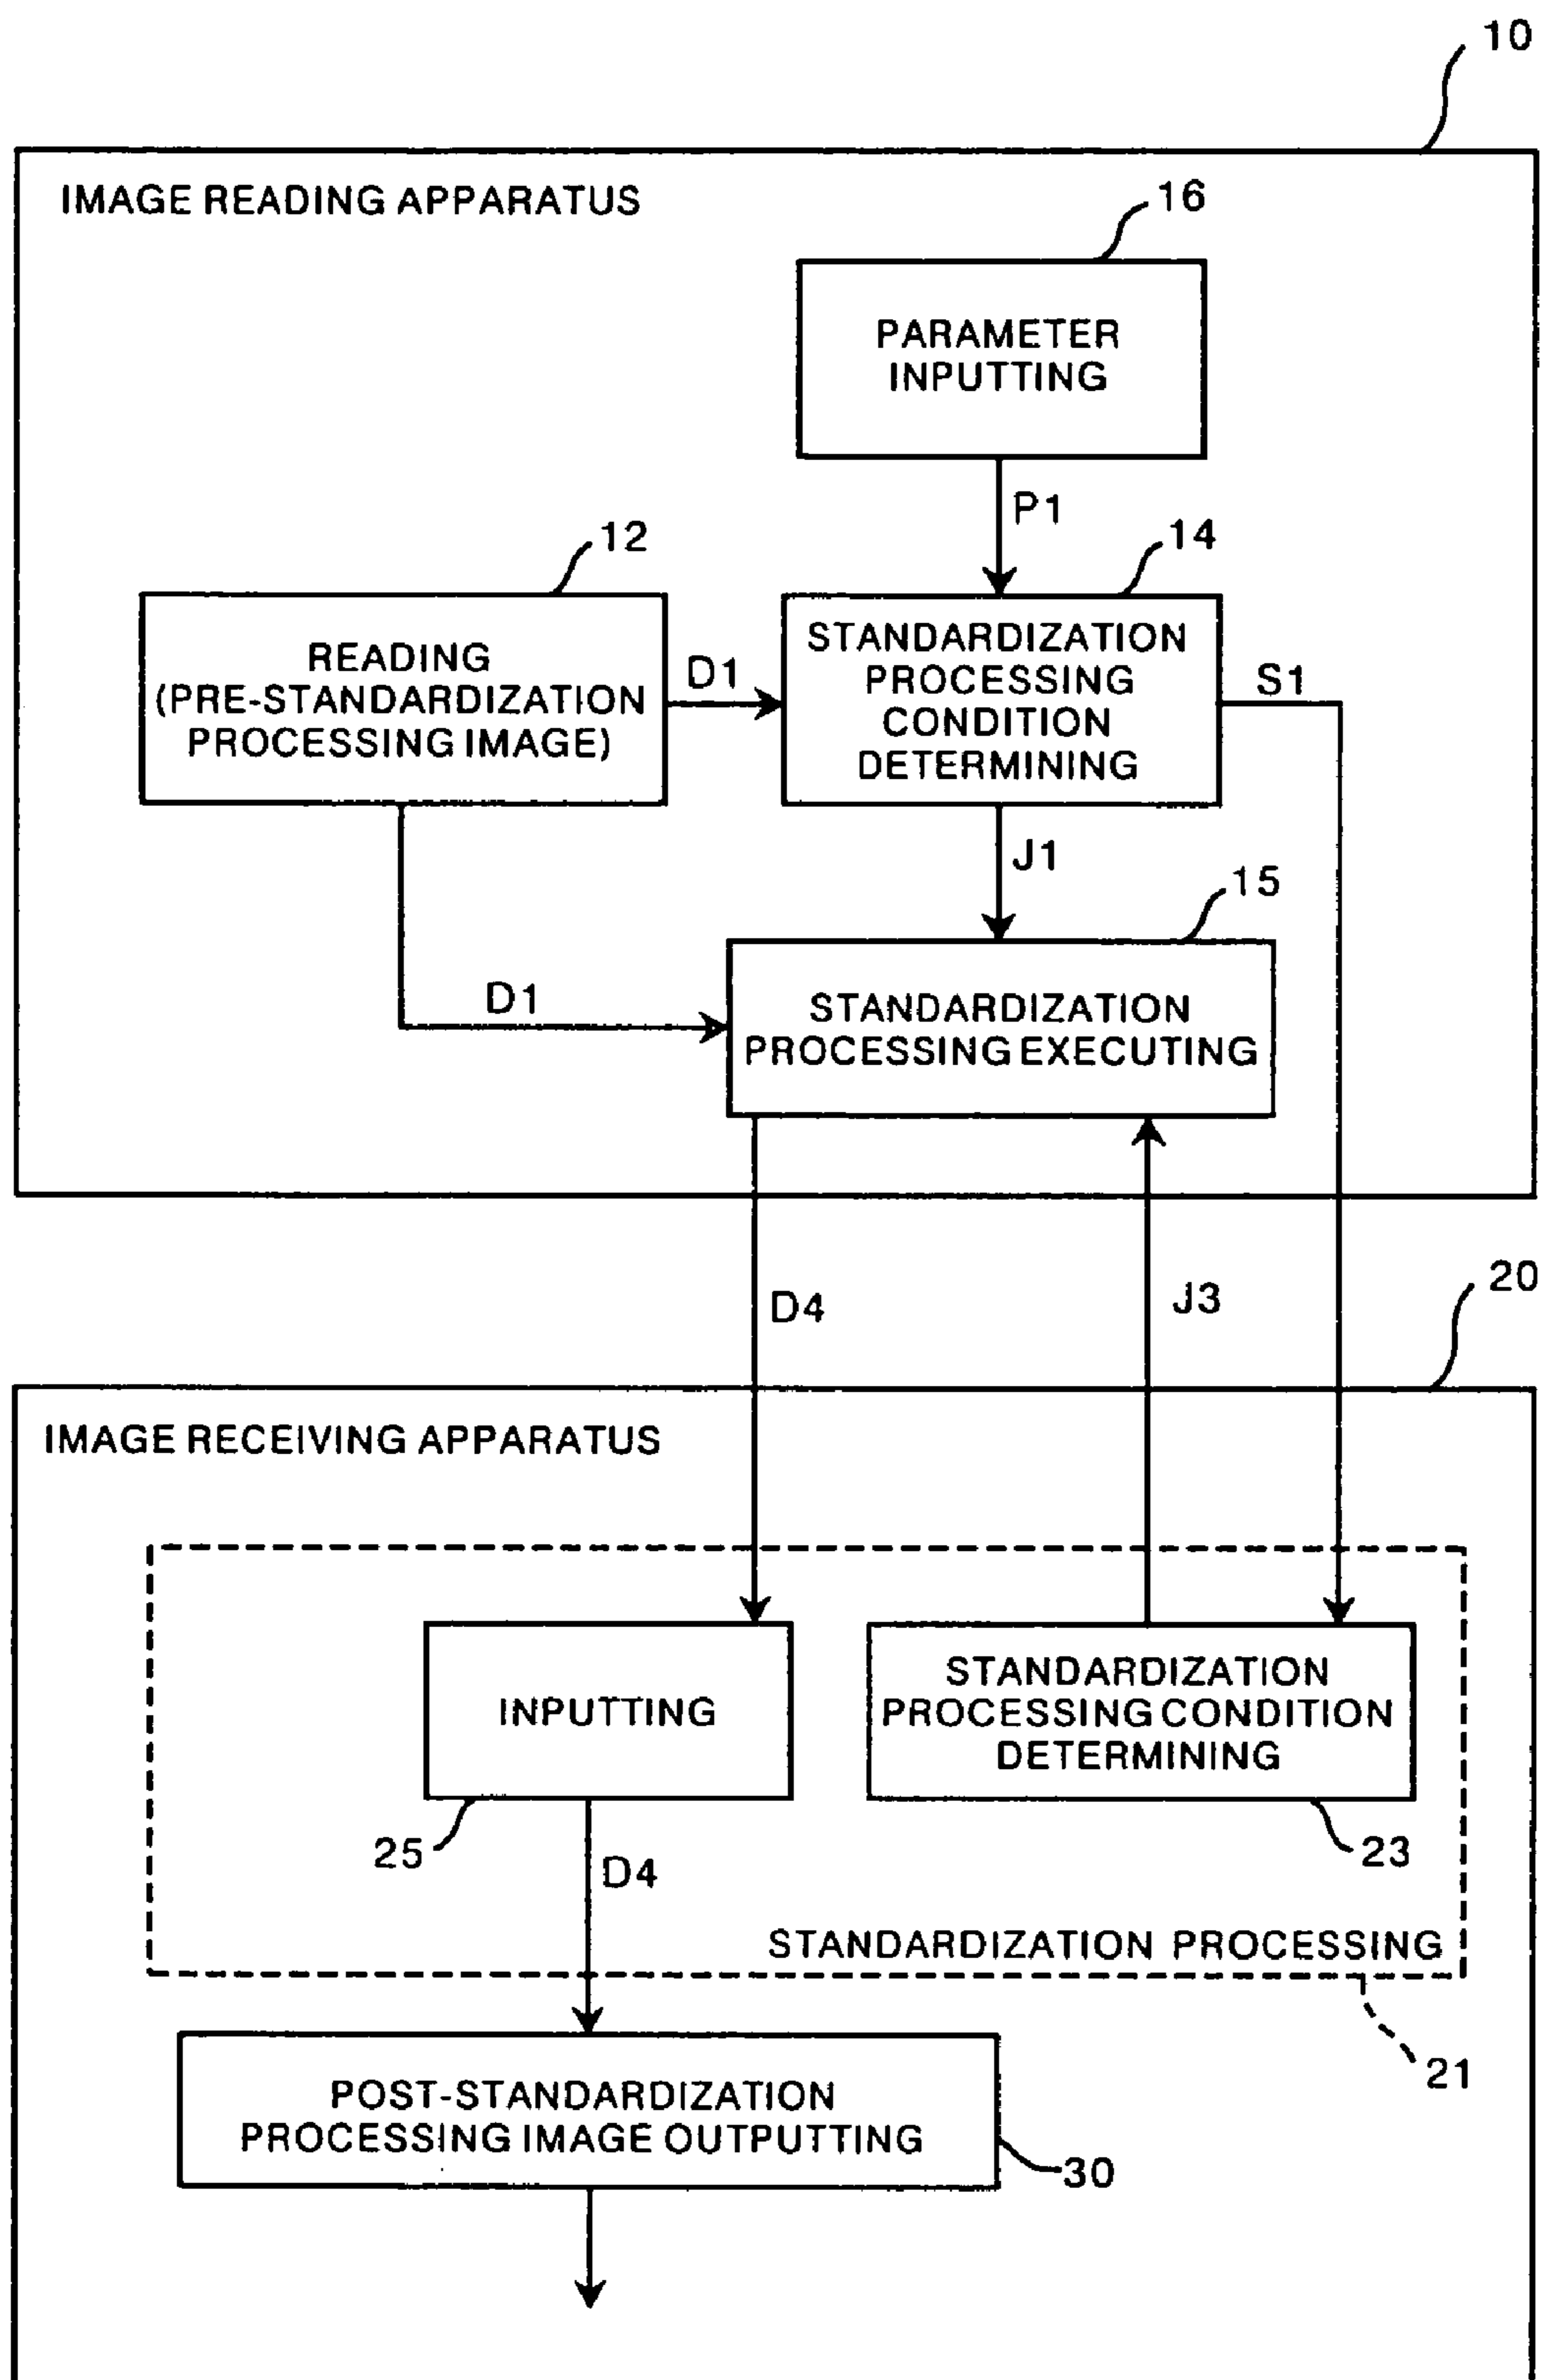 10
IMAGE READING APPARATUS
16
PARAMETER
INPUTTING
P1
12
14
READING
(PRE-STANDARDIZATION
PROCESSING IMAGE)
D1
STANDARDIZATION
PROCESSING
CONDITION
DETERMINING
S1
J1
15
D1
STANDARDIZATION
PROCESSING EXECUTING
D4
J3
20
IMAGE RECEIVING APPARATUS
INPUTTING
STANDARDIZATION
PROCESSING CONDITION
DETERMINING
25
23
D4
STANDARDIZATION PROCESSING
21
POST-STANDARDIZATION
PROCESSING IMAGE OUTPUTTING
30